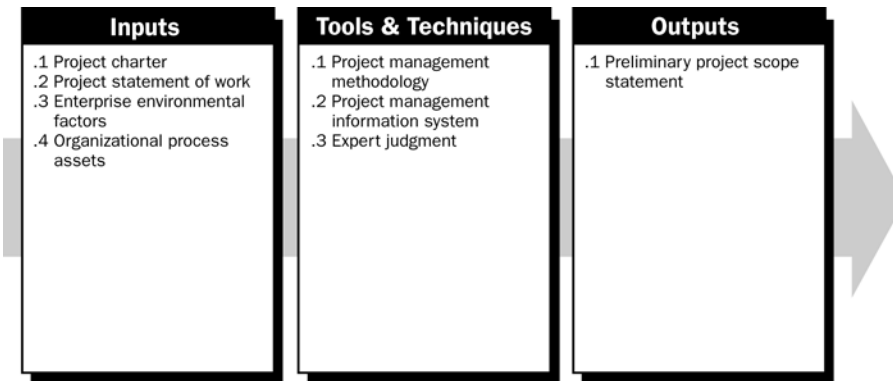 Inputs
.1 Project charter
.2 Project statement of work
.3 Enterprise environmental
factors
.4 Organizational process
assets
Tools & Techniques
.1 Project management
methodology
.2 Project management
information system
.3 Expert judgment
Outputs
.1 Preliminary project scope
statement